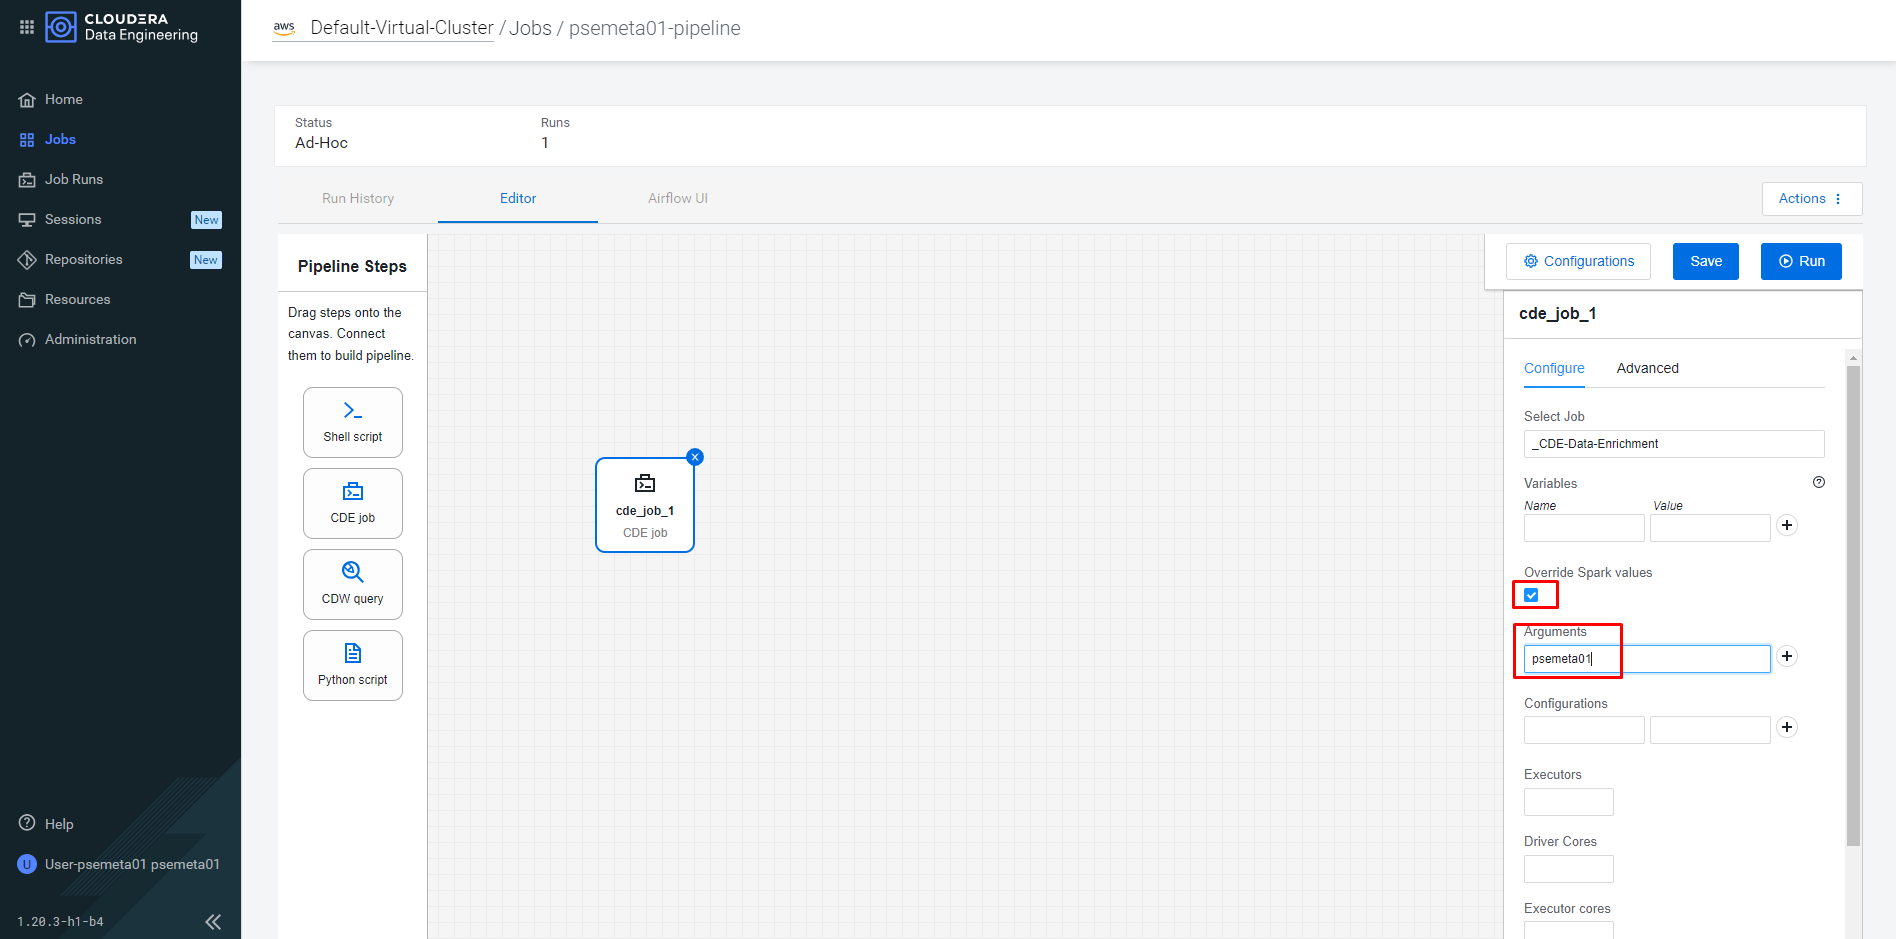 CLOUDERA
Data Engineering
Home
Jobs
Job Runs
Sessions New
Repositories New
Resources
Administration
Help
U User-psemeta01 psemeta01
1.20.3-h1-b4
aws Default-Virtual-Cluster / Jobs / psemeta01-pipeline
Status
Ad-Hoc
Runs
1
Run History
Editor
Airflow UI
Actions
Pipeline Steps
Drag steps onto the
canvas. Connect
them to build pipeline.
Shell script
CDE job
CDW query
Python script
cde_job_1
CDE job
Configurations
Save
Run
cde_job_1
Configure
Advanced
Select Job
_CDE-Data-Enrichment
Variables
Name Value
Override Spark values
Arguments
psemeta01
Configurations
Executors
Driver Cores
Executor cores